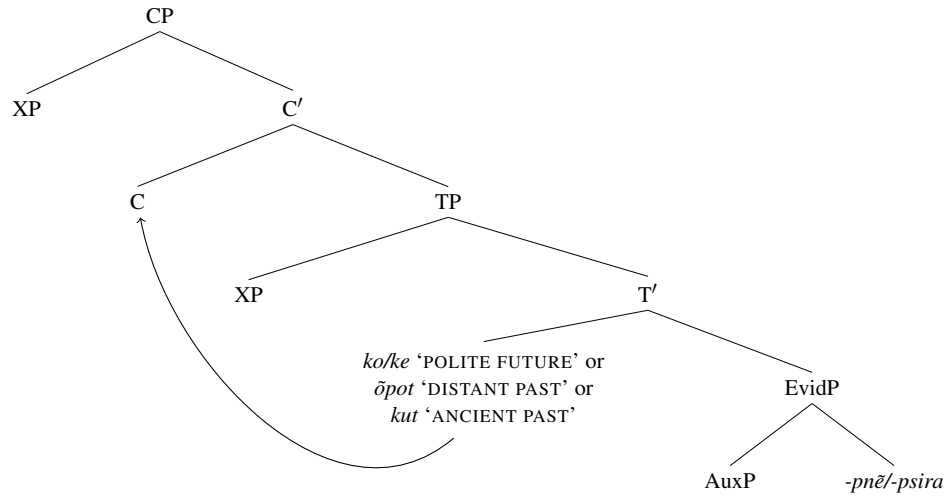 CP
XP
C′
C
TP
XP
T′
ko/ke ‘POLITE FUTURE’ or
õpot ‘DISTANT PAST’ or
kut ‘ANCIENT PAST’
EvidP
AuxP
-pnẽ/-psira